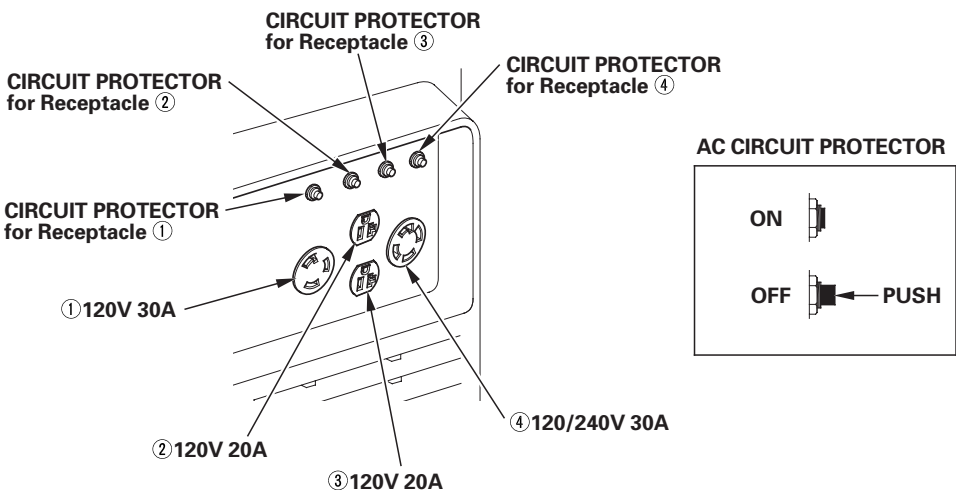 CIRCUIT PROTECTOR
for Receptacle ③
CIRCUIT PROTECTOR
for Receptacle ②
CIRCUIT PROTECTOR
for Receptacle ④
CIRCUIT PROTECTOR
for Receptacle ①
①120V 30A
②120V 20A
③120V 20A
④120/240V 30A
AC CIRCUIT PROTECTOR
ON
OFF
PUSH